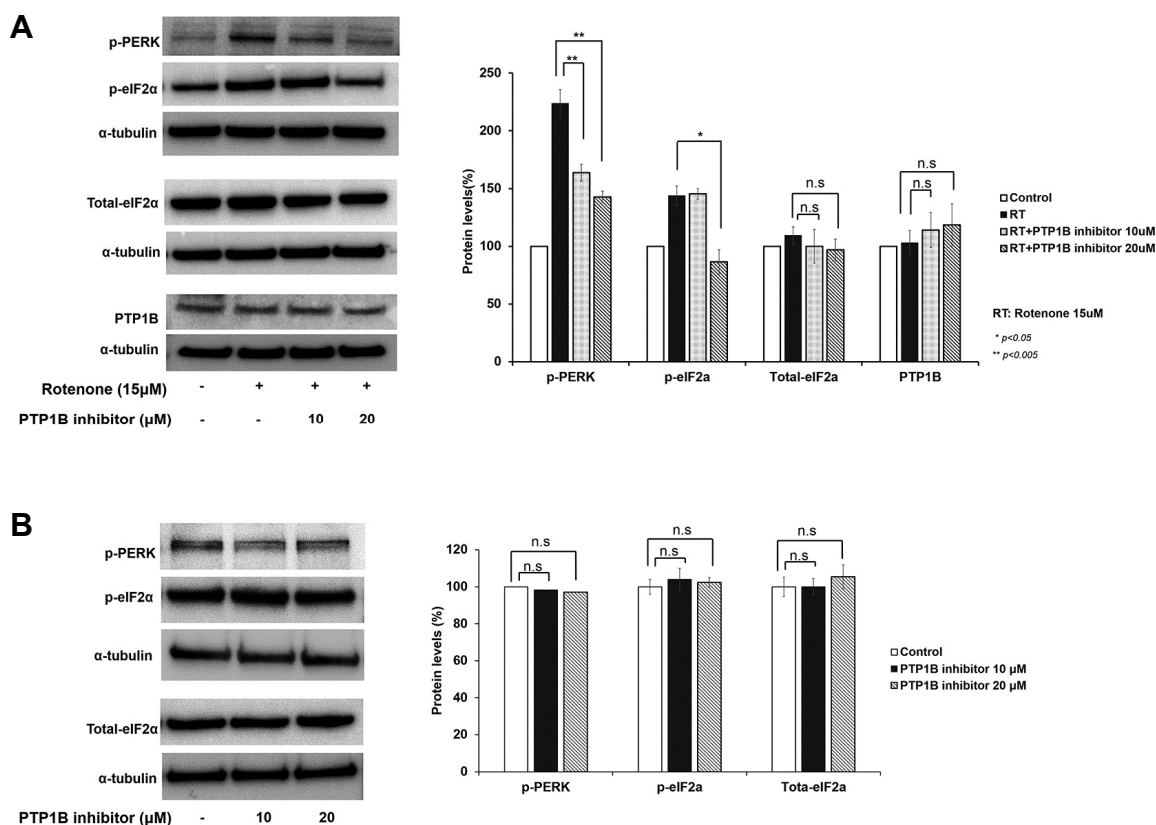 A
p-PERK
p-eIF2α
α-tubulin
Total-eIF2α
α-tubulin
PTP1B
α-tubulin
Rotenone (15µM) - + + +
PTP1B inhibitor (µM) - - 10 20
Protein levels(%)
250
200
150
100
50
0
**
**
*
n.s
n.s
n.s
n.s
p-PERK p-eIF2a Total-eIF2a PTP1B
Control
RT
RT+PTP1B inhibitor 10uM
RT+PTP1B inhibitor 20uM
RT: Rotenone 15uM
* p<0.05
** p<0.005
B
p-PERK
p-eIF2α
α-tubulin
Total-eIF2α
α-tubulin
PTP1B inhibitor (µM) - 10 20
Protein levels (%)
120
100
80
60
40
20
0
n.s
n.s
n.s
n.s
n.s
n.s
p-PERK p-eIF2a Tota-eIF2a
Control
PTP1B inhibitor 10 µM
PTP1B inhibitor 20 µM